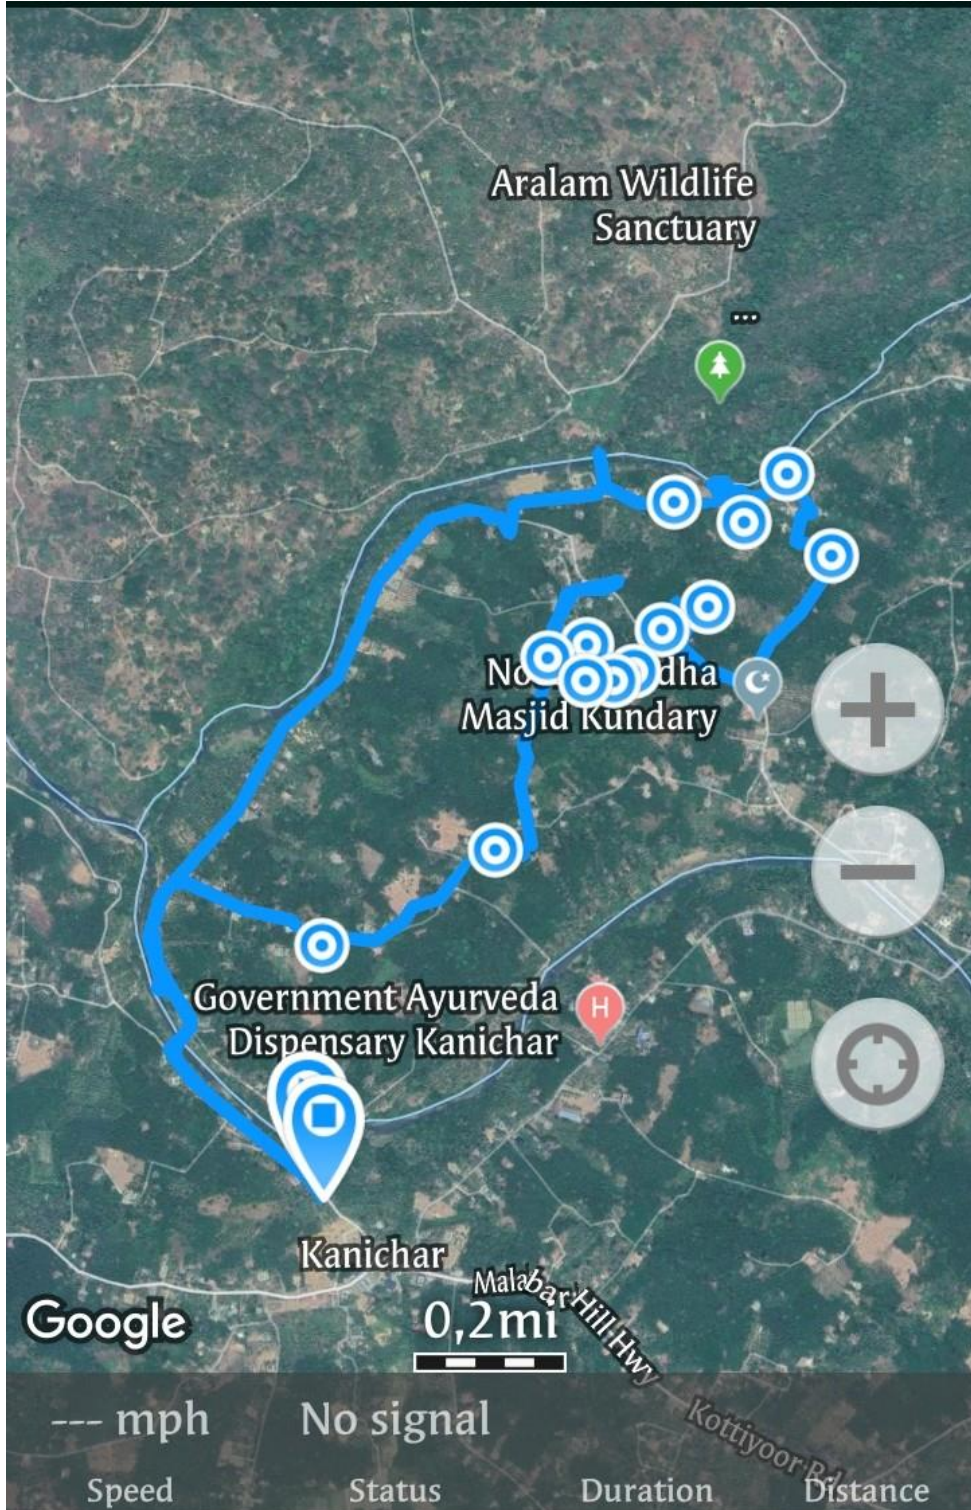 Aralam Wildlife
Sanctuary
...
No dha
Masjid Kundary
Government Ayurveda
Dispensary Kanichar
H
Kanichar
Malabar Hill Hwy
Google
0,2mi
Kottiyoor Rd
--- mph No signal
Speed Status Duration Distance